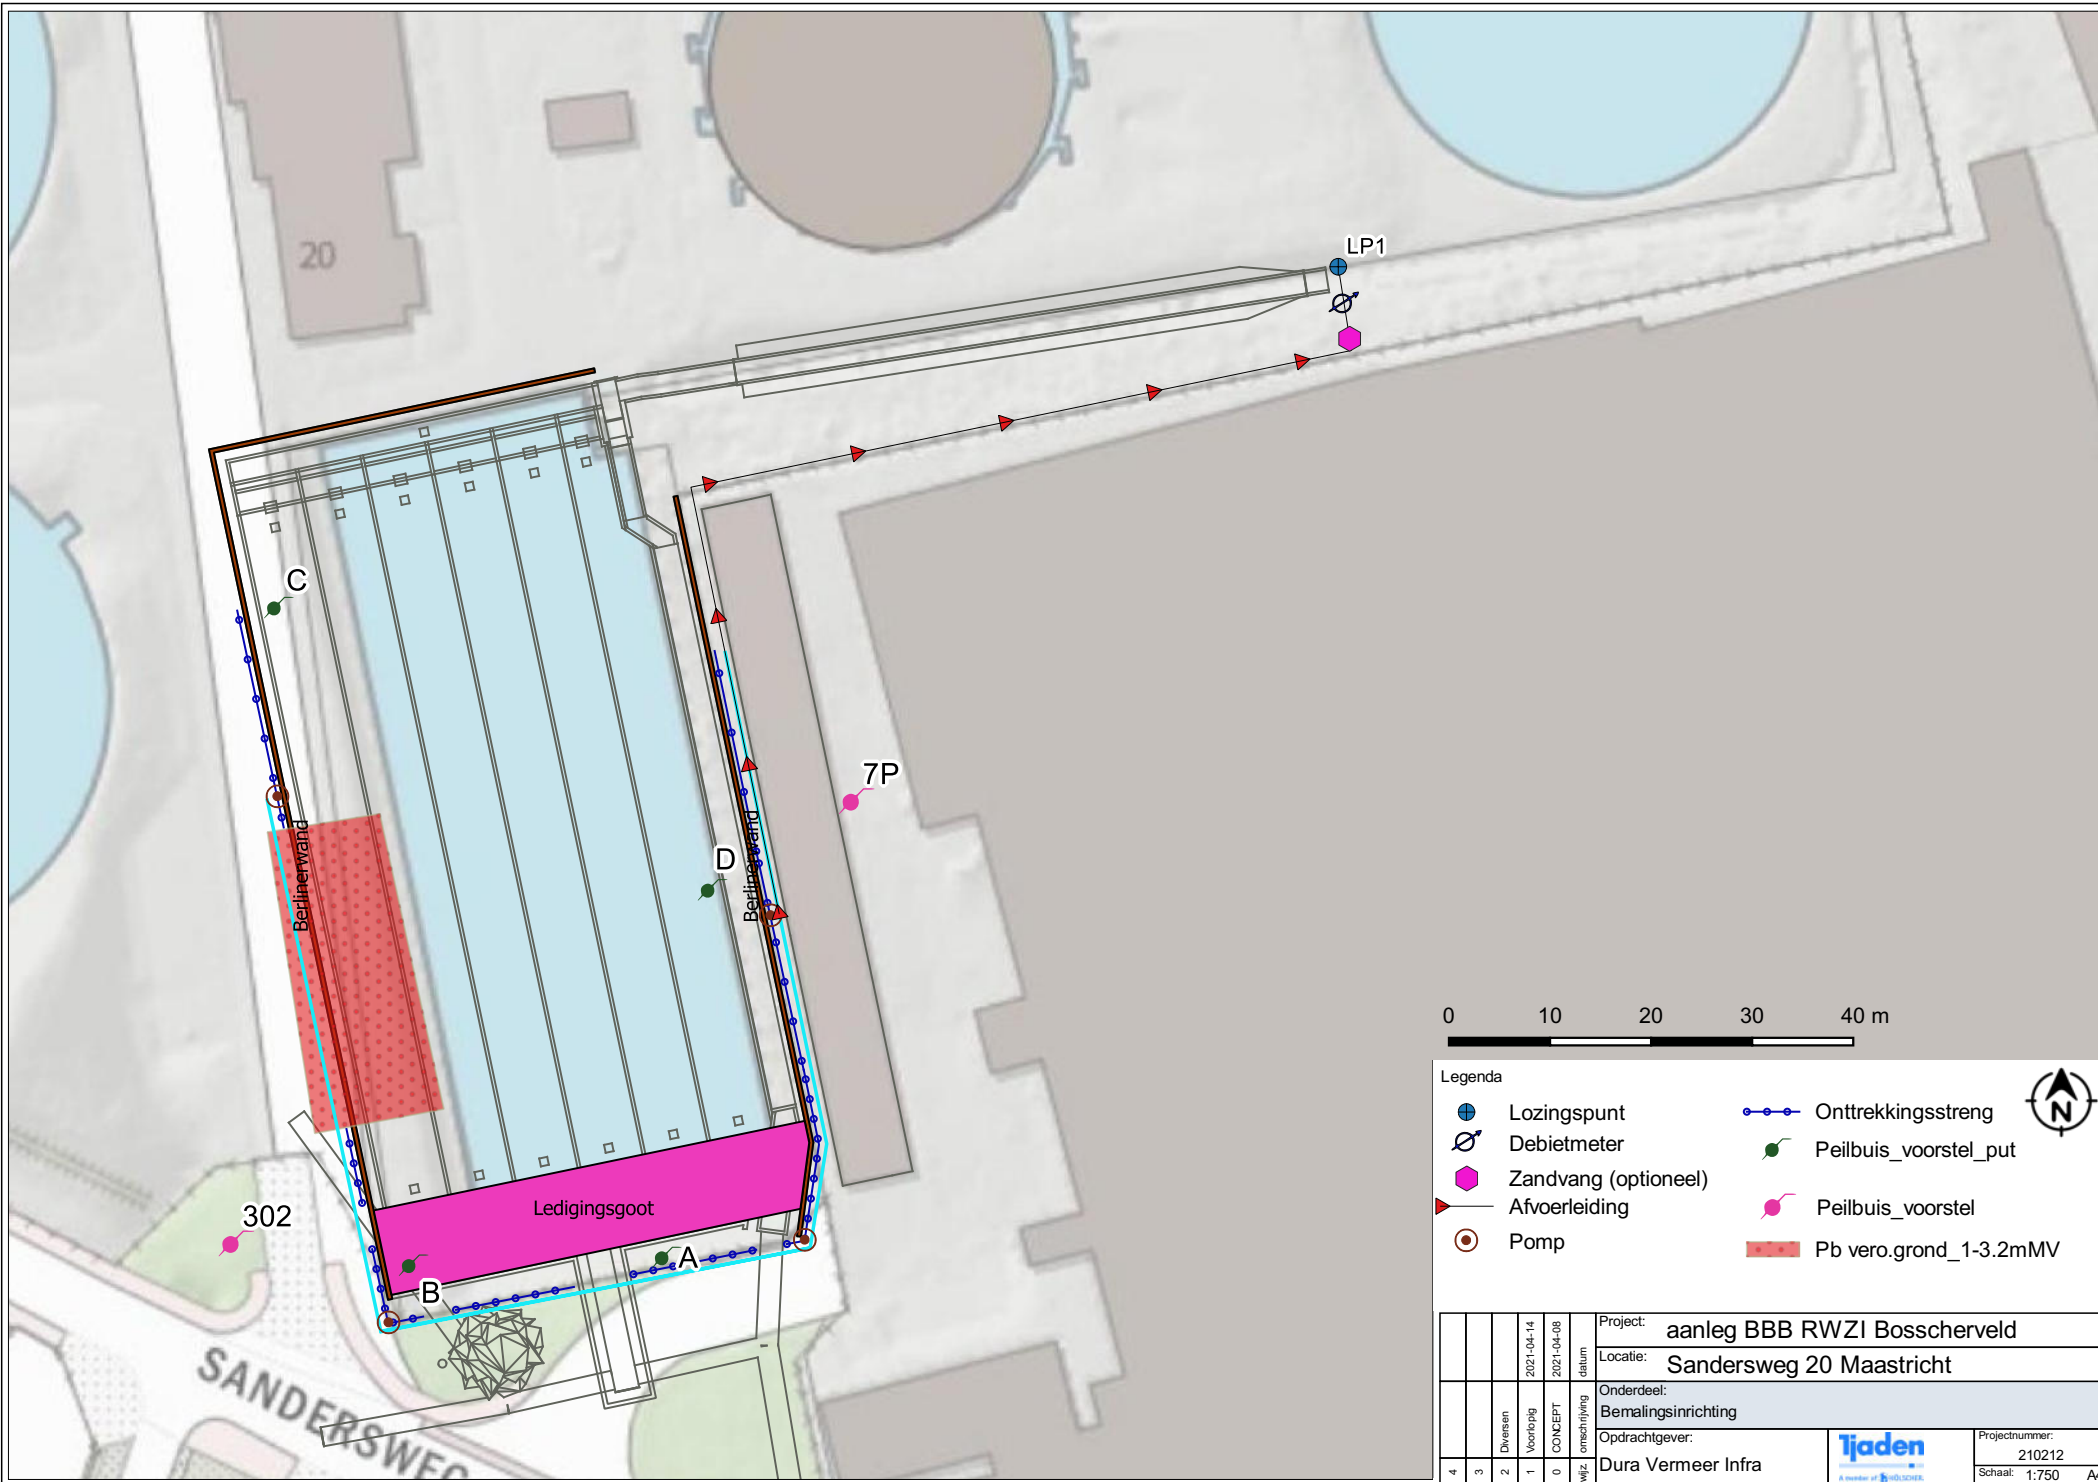 20
LP1
C
7P
D
Berlinerwand
Berlinerwand
302
Ledigingsgoot
A
B
SANDERSWEG
0 10 20 30 40 m
Legenda
Lozingspunt
Debietmeter
Zandvang (optioneel)
Afvoerleiding
Pomp
Onttrekkingsstreng
Peilbuis_voorstel_put
Peilbuis_voorstel
Pb vero.grond_1-3.2mMV
N
4
3
2 Diversen
1 Voorlopig 2021-04-14
0 CONCEPT 2021-04-08
wijz. omschrijving datum
Project: aanleg BBB RWZI Bosscherveld
Locatie: Sandersweg 20 Maastricht
Onderdeel:
Bemalingsinrichting
Opdrachtgever:
Dura Vermeer Infra
Tjaden
A member of HÖLSCHER
Projectnummer:
210212
Schaal: 1:750